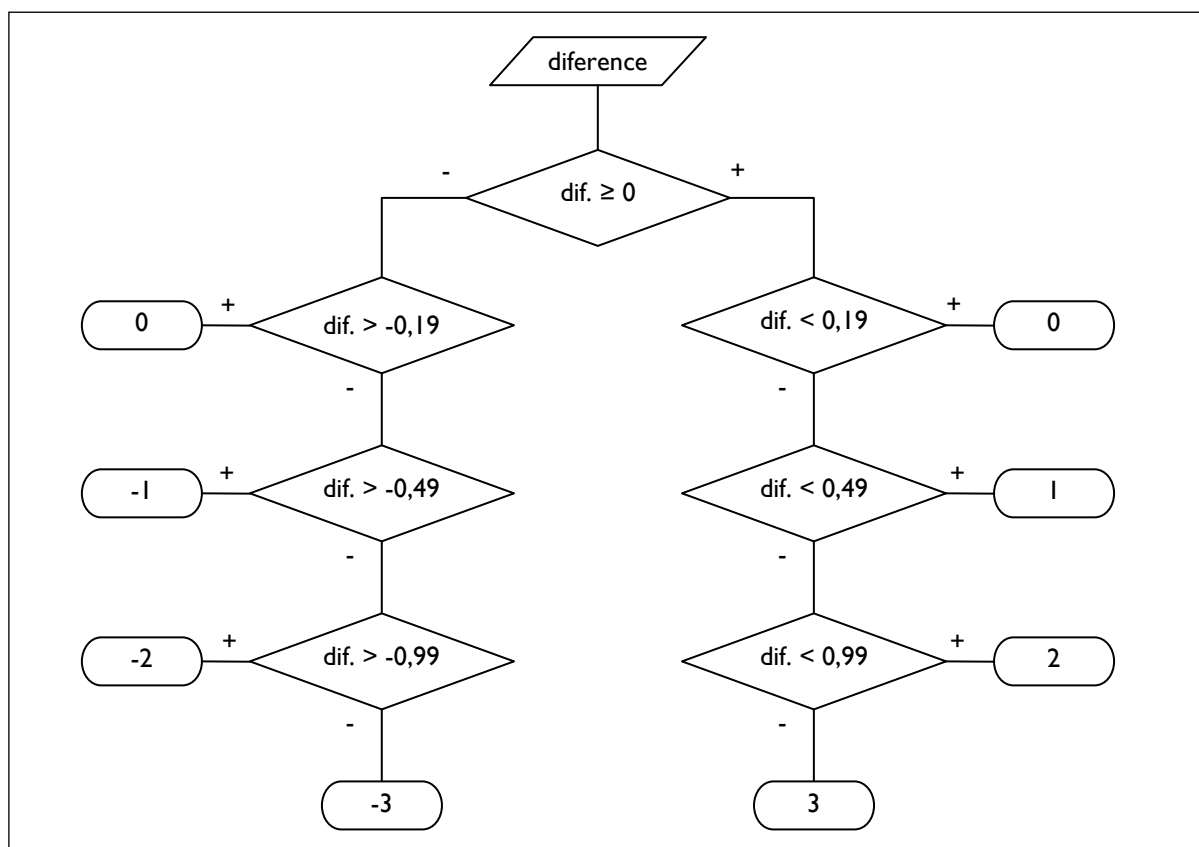 diference
-
+
dif. ≥ 0
+
+
0
dif. > -0,19
dif. < 0,19
0
-
-
+
+
-1
dif. > -0,49
dif. < 0,49
1
-
-
+
+
-2
dif. > -0,99
dif. < 0,99
2
-
-
-3
3